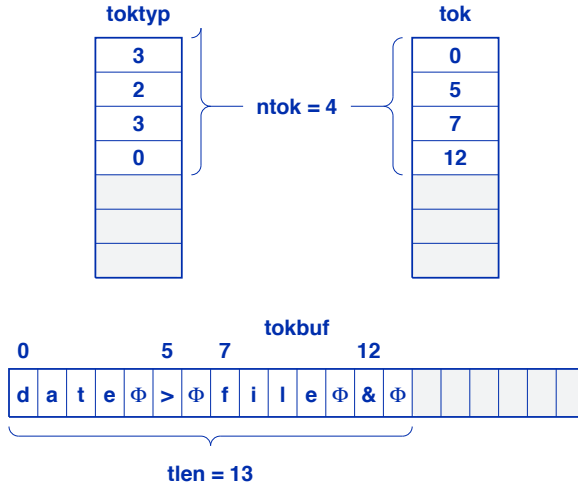 toktyp tok
3 0
2 5
ntok = 4
3 7
0 12
tokbuf
0 5 7 12
d a t e Φ > Φ f i l e Φ & Φ
tlen = 13